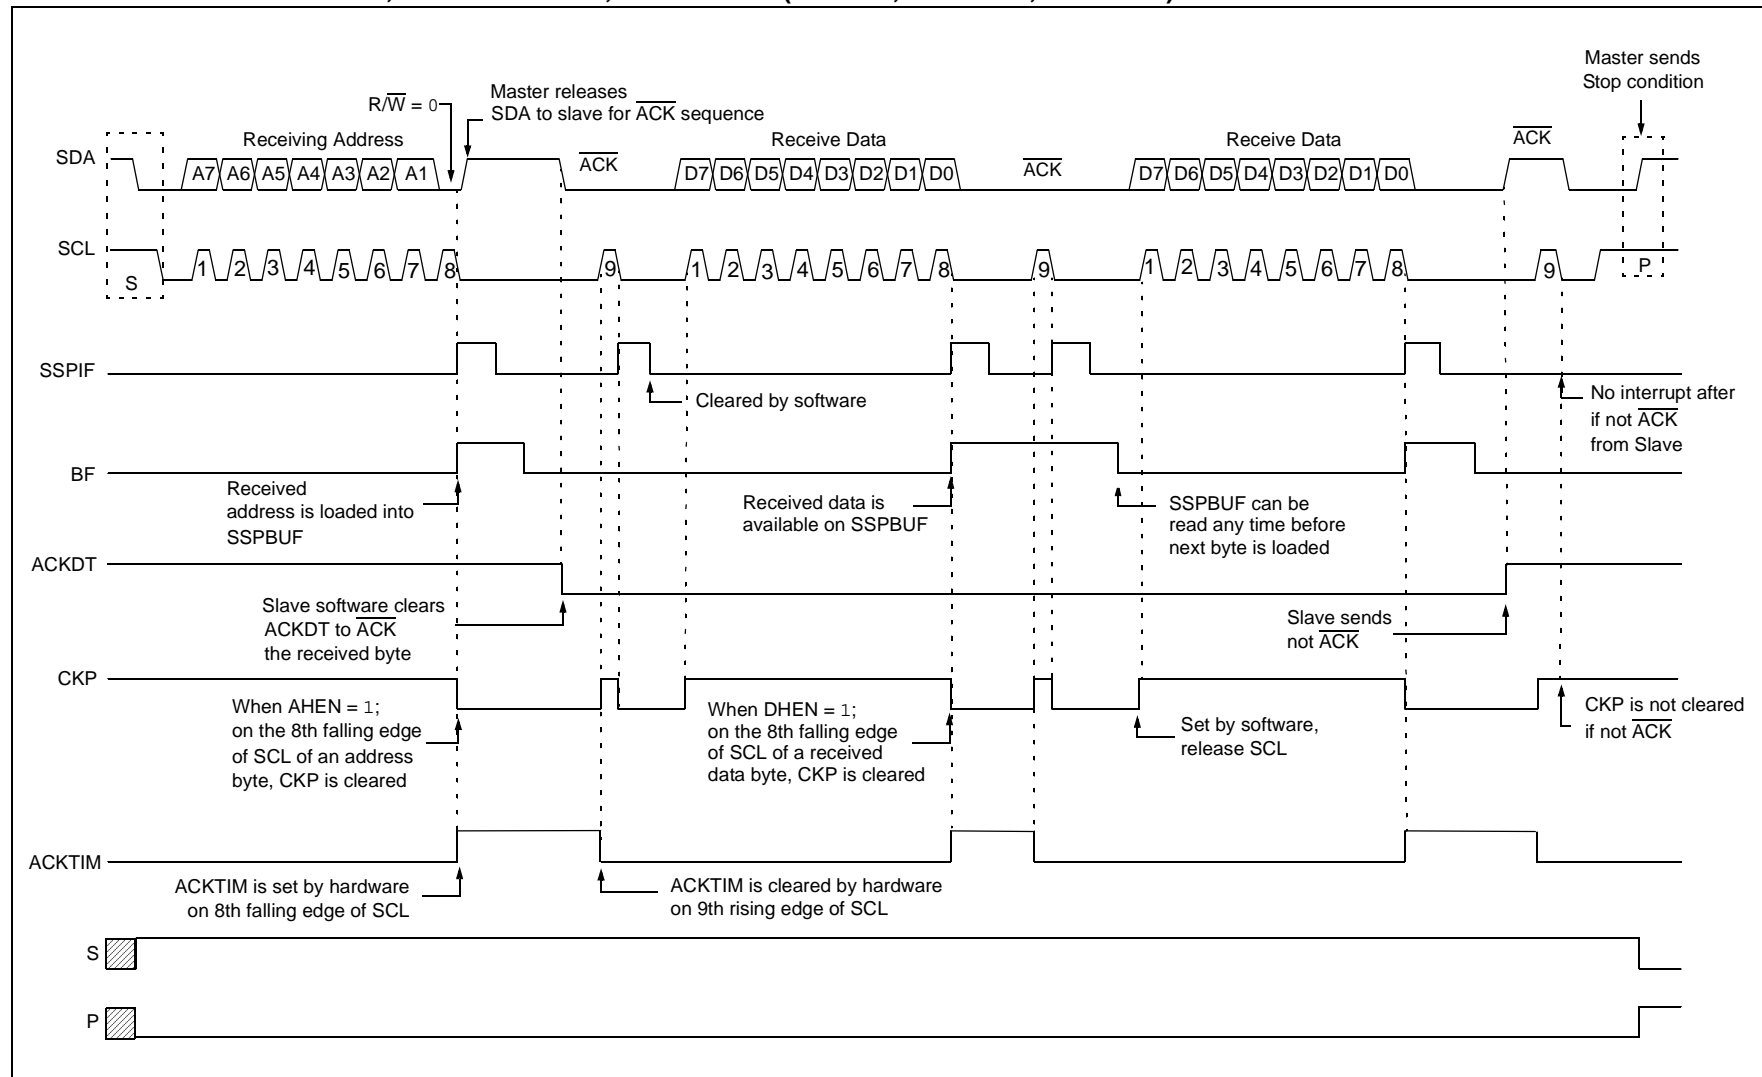 Master sends
Stop condition
Master releases
SDA to slave for ACK sequence
R/W = 0
Receiving Address
Receive Data
Receive Data
ACK
SDA
A7 A6 A5 A4 A3 A2 A1
ACK
D7 D6 D5 D4 D3 D2 D1 D0
ACK
D7 D6 D5 D4 D3 D2 D1 D0
SCL
S
1 2 3 4 5 6 7 8
9
1 2 3 4 5 6 7 8
9
1 2 3 4 5 6 7 8
9
P
SSPIF
Cleared by software
No interrupt after
if not ACK
from Slave
BF
Received
address is loaded into
SSPBUF
Received data is
available on SSPBUF
SSPBUF can be
read any time before
next byte is loaded
ACKDT
Slave software clears
ACKDT to ACK
the received byte
Slave sends
not ACK
CKP
When AHEN = 1;
on the 8th falling edge
of SCL of an address
byte, CKP is cleared
When DHEN = 1;
on the 8th falling edge
of SCL of a received
data byte, CKP is cleared
Set by software,
release SCL
CKP is not cleared
if not ACK
ACKTIM
ACKTIM is set by hardware
on 8th falling edge of SCL
ACKTIM is cleared by hardware
on 9th rising edge of SCL
S
P